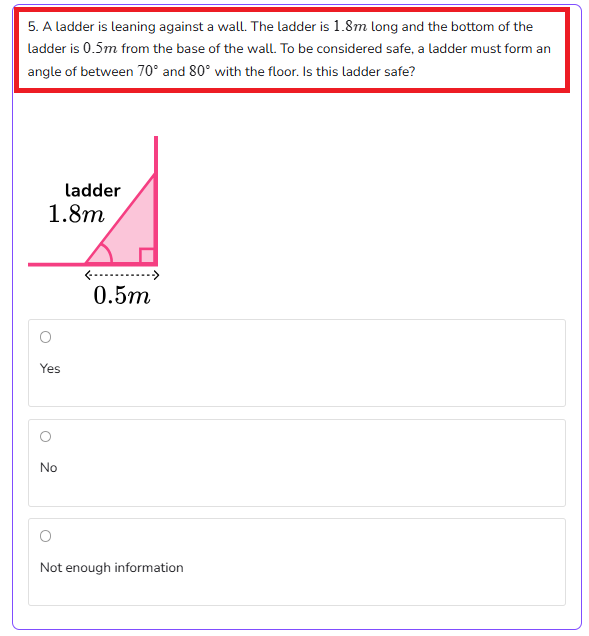 5. A ladder is leaning against a wall. The ladder is 1.8m long and the bottom of the
ladder is 0.5m from the base of the wall. To be considered safe, a ladder must form an
angle of between 70° and 80° with the floor. Is this ladder safe?
ladder
1.8m
0.5m
Yes
No
Not enough information